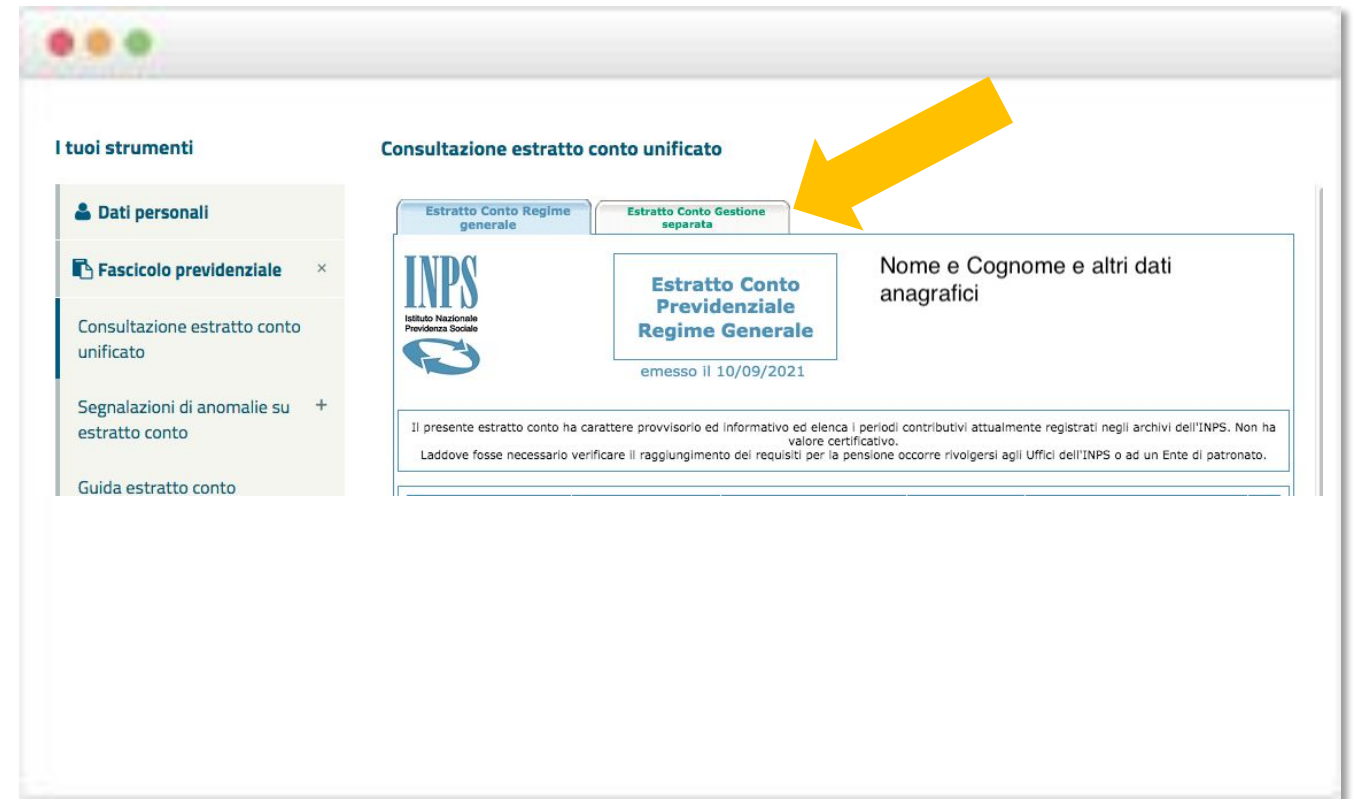 I tuoi strumenti
Dati personali
Fascicolo previdenziale ×
Consultazione estratto conto
unificato
Segnalazioni di anomalie su +
estratto conto
Guida estratto conto
Consultazione estratto conto unificato
Estratto Conto Regime
generale
Estratto Conto Gestione
separata
INPS
Istituto Nazionale
Previdenza Sociale
Estratto Conto
Previdenziale
Regime Generale
emesso il 10/09/2021
Nome e Cognome e altri dati
anagrafici
Il presente estratto conto ha carattere provvisorio ed informativo ed elenca i periodi contributivi attualmente registrati negli archivi dell'INPS. Non ha
valore certificativo.
Laddove fosse necessario verificare il raggiungimento dei requisiti per la pensione occorre rivolgersi agli Uffici dell'INPS o ad un Ente di patronato.